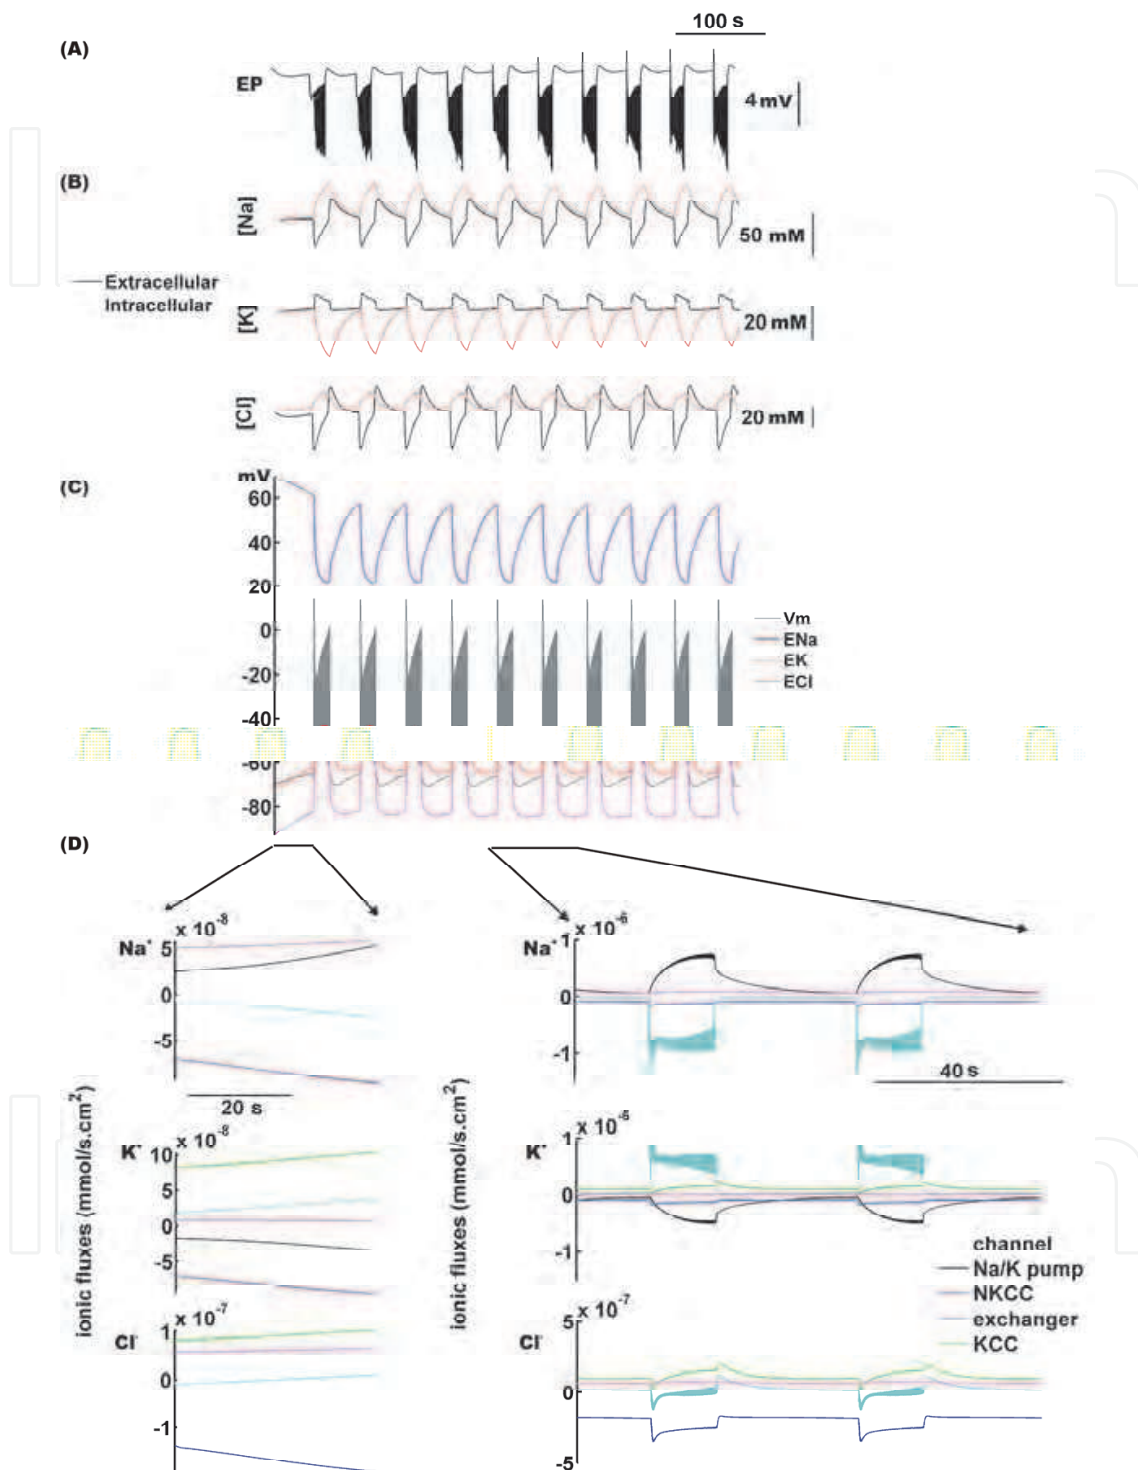 100 s
(A)
EP
4 mV
(B)
[Na]
50 mM
Extracellular
Intracellular
[K]
20 mM
[Cl]
20 mM
(C)
mV
60
40
20
0
-20
-40
-60
-80
Vm
ENa
EK
ECl
(D)
x 10-8
Na+
5
0
-5
20 s
x 10-6
Na+
1
0
-1
40 s
ionic fluxes (mmol/s.cm2)
x 10-8
K+
10
5
0
-5
ionic fluxes (mmol/s.cm2)
x 10-6
K+
1
0
-1
channel
Na/K pump
NKCC
exchanger
KCC
x 10-7
Cl-
1
0
-1
x 10-7
Cl-
5
0
-5